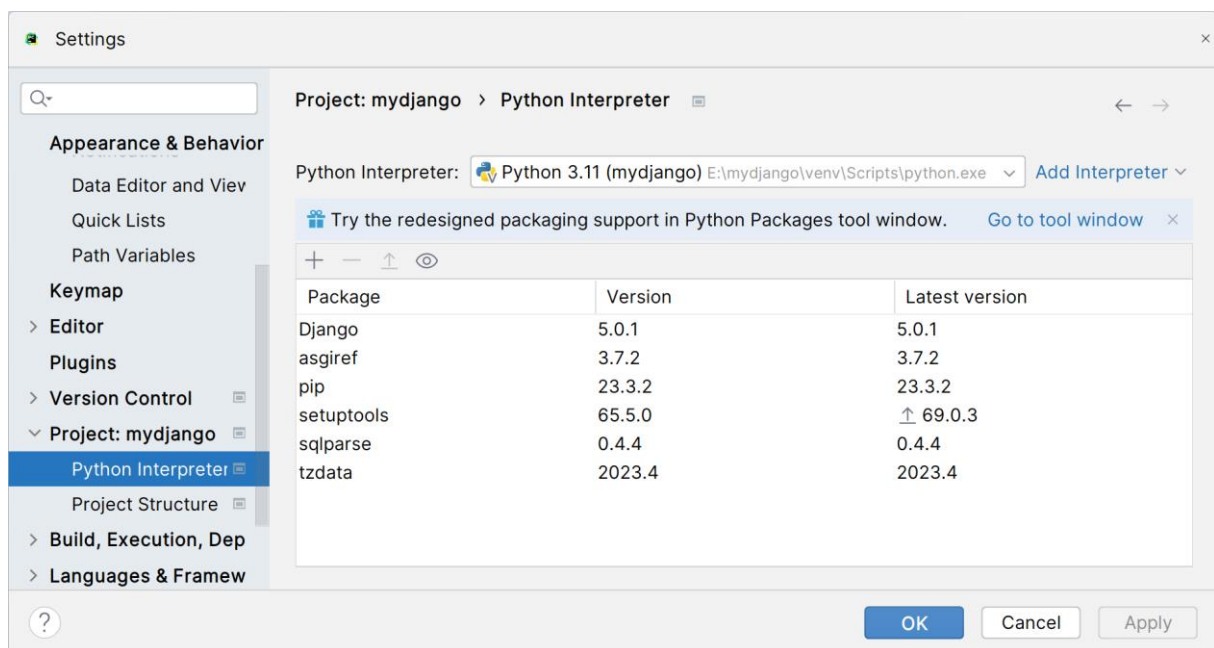 Settings
Appearance & Behavior
Data Editor and View
Quick Lists
Path Variables
Keymap
Editor
Plugins
Version Control
Project: mydjango
Python Interpreter
Project Structure
Build, Execution, Dep
Languages & Framew
Project: mydjango > Python Interpreter
Python Interpreter: Python 3.11 (mydjango) E:\mydjango\venv\Scripts\python.exe Add Interpreter
Try the redesigned packaging support in Python Packages tool window. Go to tool window
Package Version Latest version
Django 5.0.1 5.0.1
asgiref 3.7.2 3.7.2
pip 23.3.2 23.3.2
setuptools 65.5.0 69.0.3
sqlparse 0.4.4 0.4.4
tzdata 2023.4 2023.4
? OK Cancel Apply